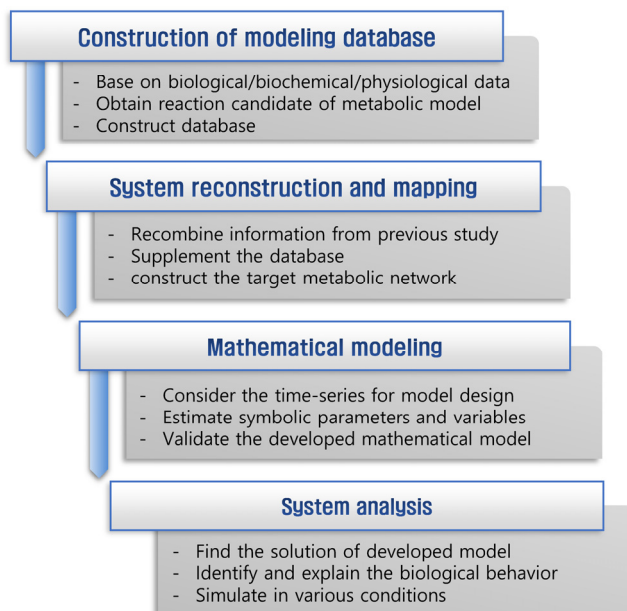 Construction of modeling database
- Base on biological/biochemical/physiological data
- Obtain reaction candidate of metabolic model
- Construct database
System reconstruction and mapping
- Recombine information from previous study
- Supplement the database
- construct the target metabolic network
Mathematical modeling
- Consider the time-series for model design
- Estimate symbolic parameters and variables
- Validate the developed mathematical model
System analysis
- Find the solution of developed model
- Identify and explain the biological behavior
- Simulate in various conditions